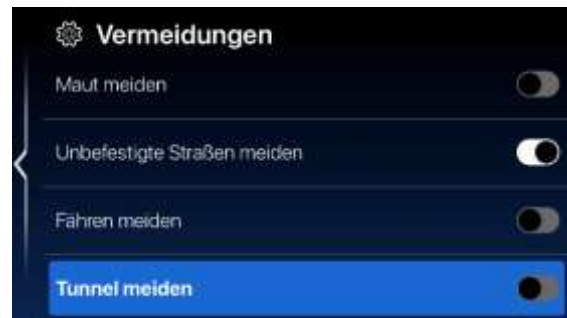 Vermeidungen
Maut meiden
Unbefestigte Straßen meiden
Fähren meiden
Tunnel meiden